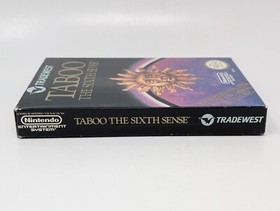 TRADEWEST
TABOO
THE SIXTH SENSE
Nintendo
ENTERTAINMENT
SYSTEM
TABOO THE SIXTH SENSE
TRADEWEST